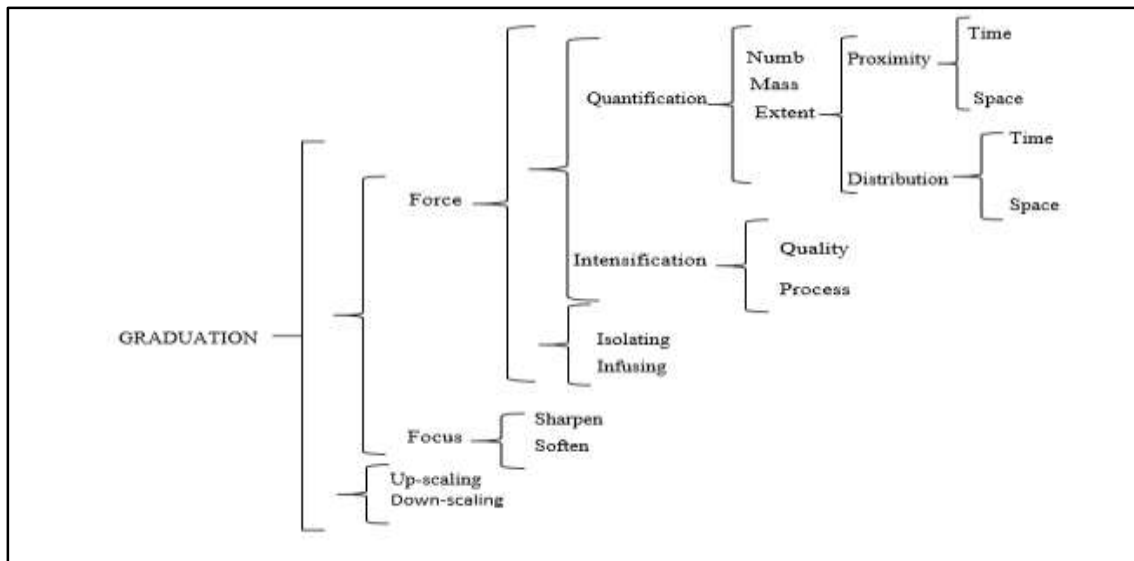 Time
Numb
Proximity
Mass
Quantification
Space
Extent
Time
Distribution
Force
Space
Quality
Intensification
Process
GRADUATION
Isolating
Infusing
Sharpen
Focus
Soften
Up-scaling
Down-scaling